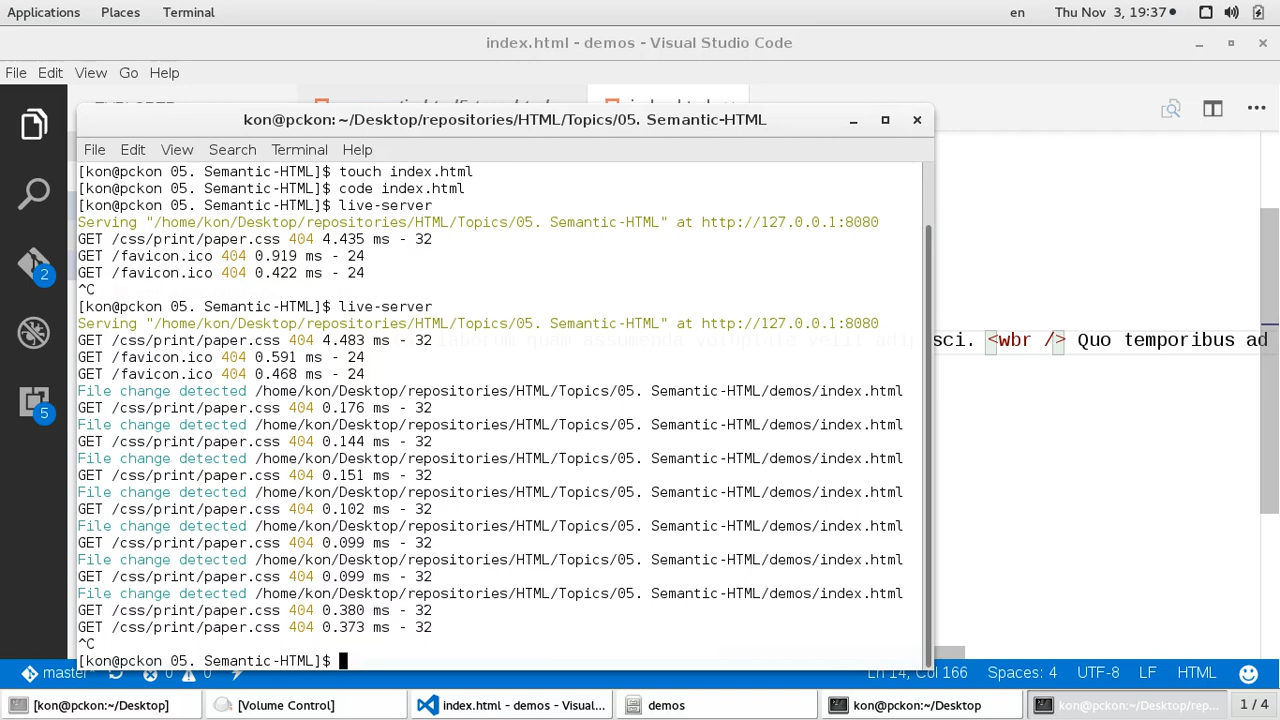 Applications Places Terminal en Thu Nov 3, 19:37
index.html - demos - Visual Studio Code
File Edit View Go Help
kon@pckon:~/Desktop/repositories/HTML/Topics/05. Semantic-HTML
File Edit View Search Terminal Help
[kon@pckon 05. Semantic-HTML]$ touch index.html
[kon@pckon 05. Semantic-HTML]$ code index.html
[kon@pckon 05. Semantic-HTML]$ live-server
Serving "/home/kon/Desktop/repositories/HTML/Topics/05. Semantic-HTML" at http://127.0.0.1:8080
GET /css/print/paper.css 404 4.435 ms - 32
GET /favicon.ico 404 0.919 ms - 24
GET /favicon.ico 404 0.422 ms - 24
^C
[kon@pckon 05. Semantic-HTML]$ live-server
Serving "/home/kon/Desktop/repositories/HTML/Topics/05. Semantic-HTML" at http://127.0.0.1:8080
GET /css/print/paper.css 404 4.483 ms - 32
GET /favicon.ico 404 0.591 ms - 24
GET /favicon.ico 404 0.468 ms - 24
File change detected /home/kon/Desktop/repositories/HTML/Topics/05. Semantic-HTML/demos/index.html
GET /css/print/paper.css 404 0.176 ms - 32
File change detected /home/kon/Desktop/repositories/HTML/Topics/05. Semantic-HTML/demos/index.html
GET /css/print/paper.css 404 0.144 ms - 32
File change detected /home/kon/Desktop/repositories/HTML/Topics/05. Semantic-HTML/demos/index.html
GET /css/print/paper.css 404 0.151 ms - 32
File change detected /home/kon/Desktop/repositories/HTML/Topics/05. Semantic-HTML/demos/index.html
GET /css/print/paper.css 404 0.102 ms - 32
File change detected /home/kon/Desktop/repositories/HTML/Topics/05. Semantic-HTML/demos/index.html
GET /css/print/paper.css 404 0.099 ms - 32
File change detected /home/kon/Desktop/repositories/HTML/Topics/05. Semantic-HTML/demos/index.html
GET /css/print/paper.css 404 0.099 ms - 32
File change detected /home/kon/Desktop/repositories/HTML/Topics/05. Semantic-HTML/demos/index.html
GET /css/print/paper.css 404 0.380 ms - 32
GET /css/print/paper.css 404 0.373 ms - 32
^C
[kon@pckon 05. Semantic-HTML]$
sci. <wbr /> Quo temporibus ad
2
5
master 0 0 Ln 14, Col 166 Spaces: 4 UTF-8 LF HTML
[kon@pckon:~/Desktop] [Volume Control] index.html - demos - Visual... demos kon@pckon:~/Desktop kon@pckon:~/Desktop/rep... 1 / 4